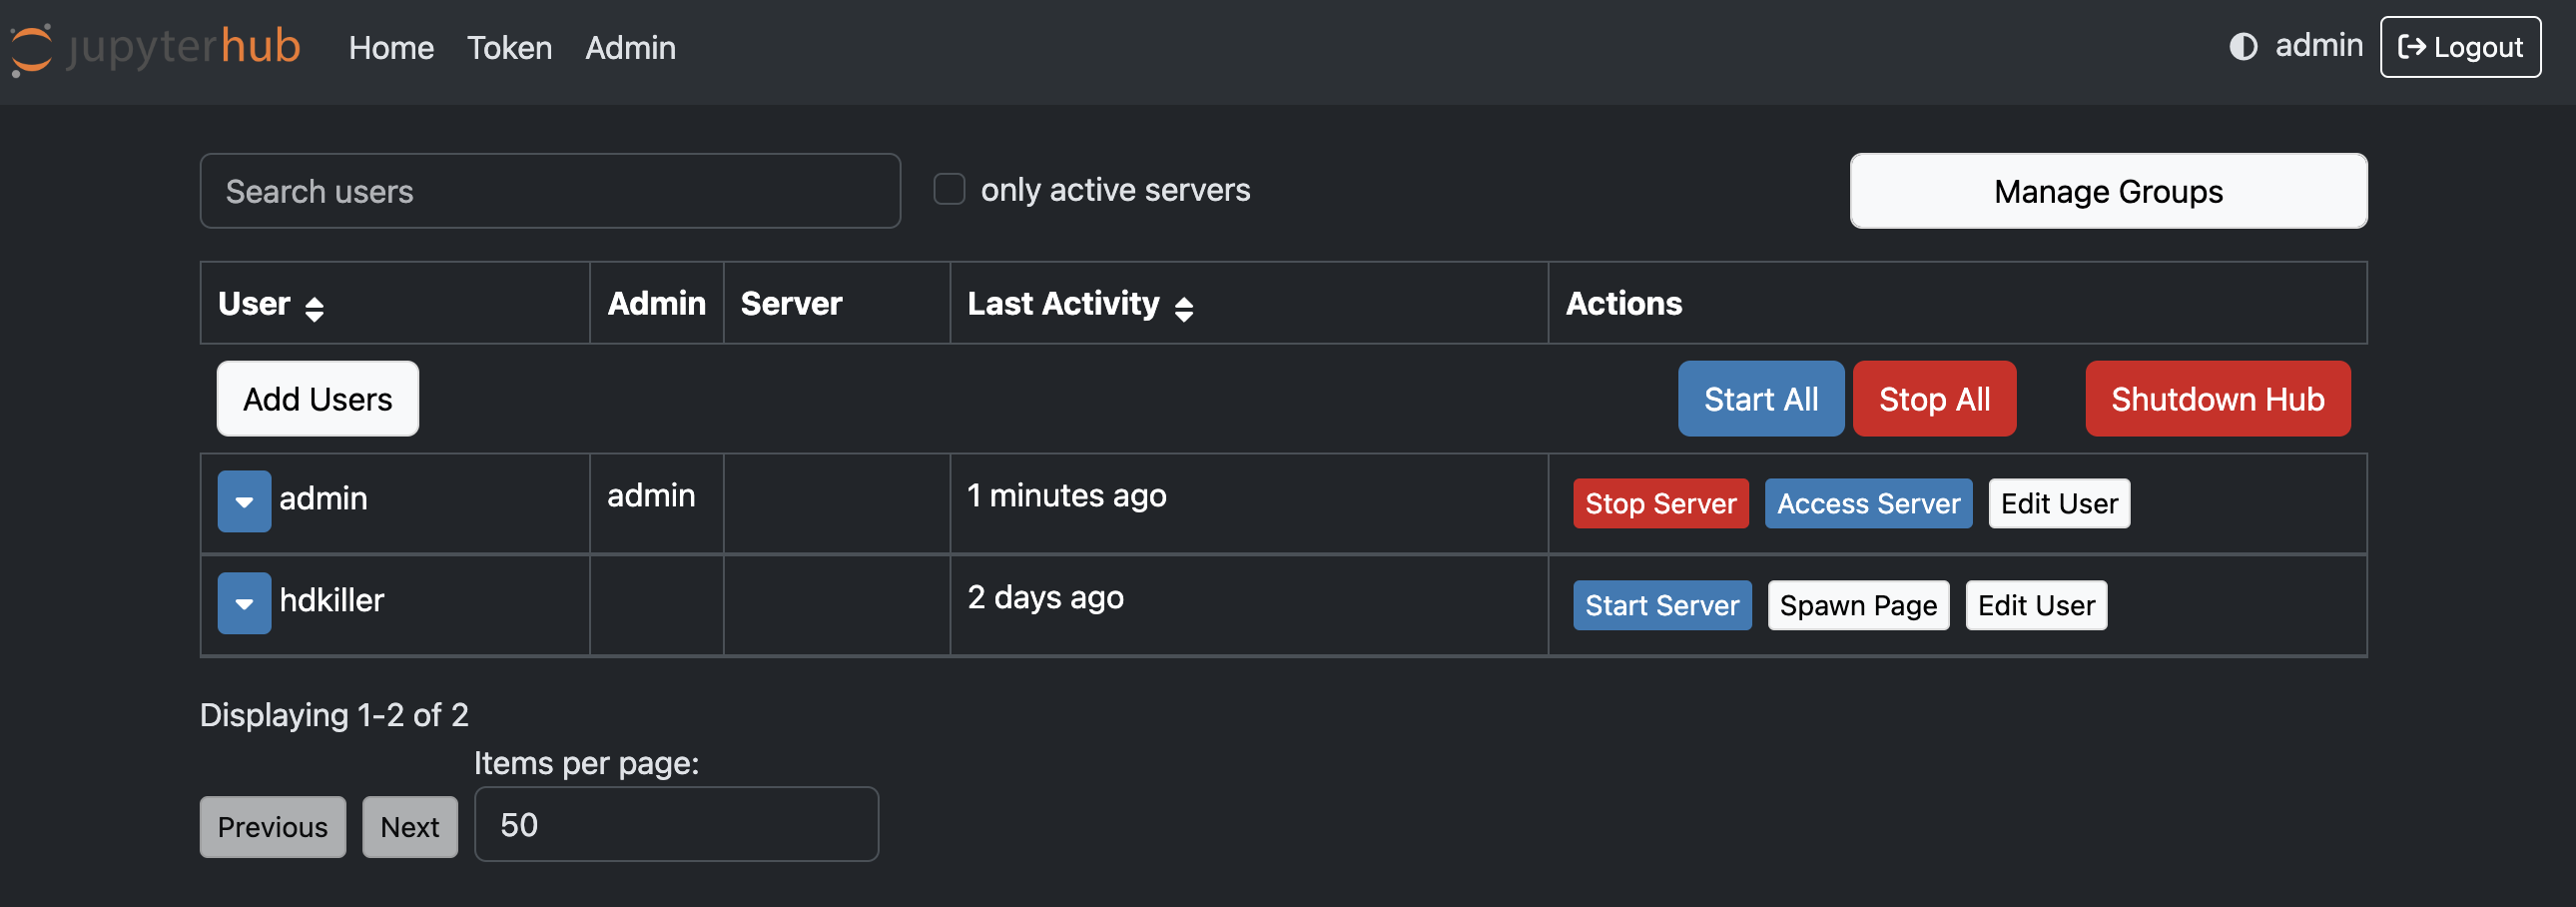 jupyterhub Home Token Admin admin Logout
Search users only active servers Manage Groups
User Admin Server Last Activity Actions
Add Users Start All Stop All Shutdown Hub
admin admin 1 minutes ago Stop Server Access Server Edit User
hdkiller 2 days ago Start Server Spawn Page Edit User
Displaying 1-2 of 2
Items per page:
Previous Next 50